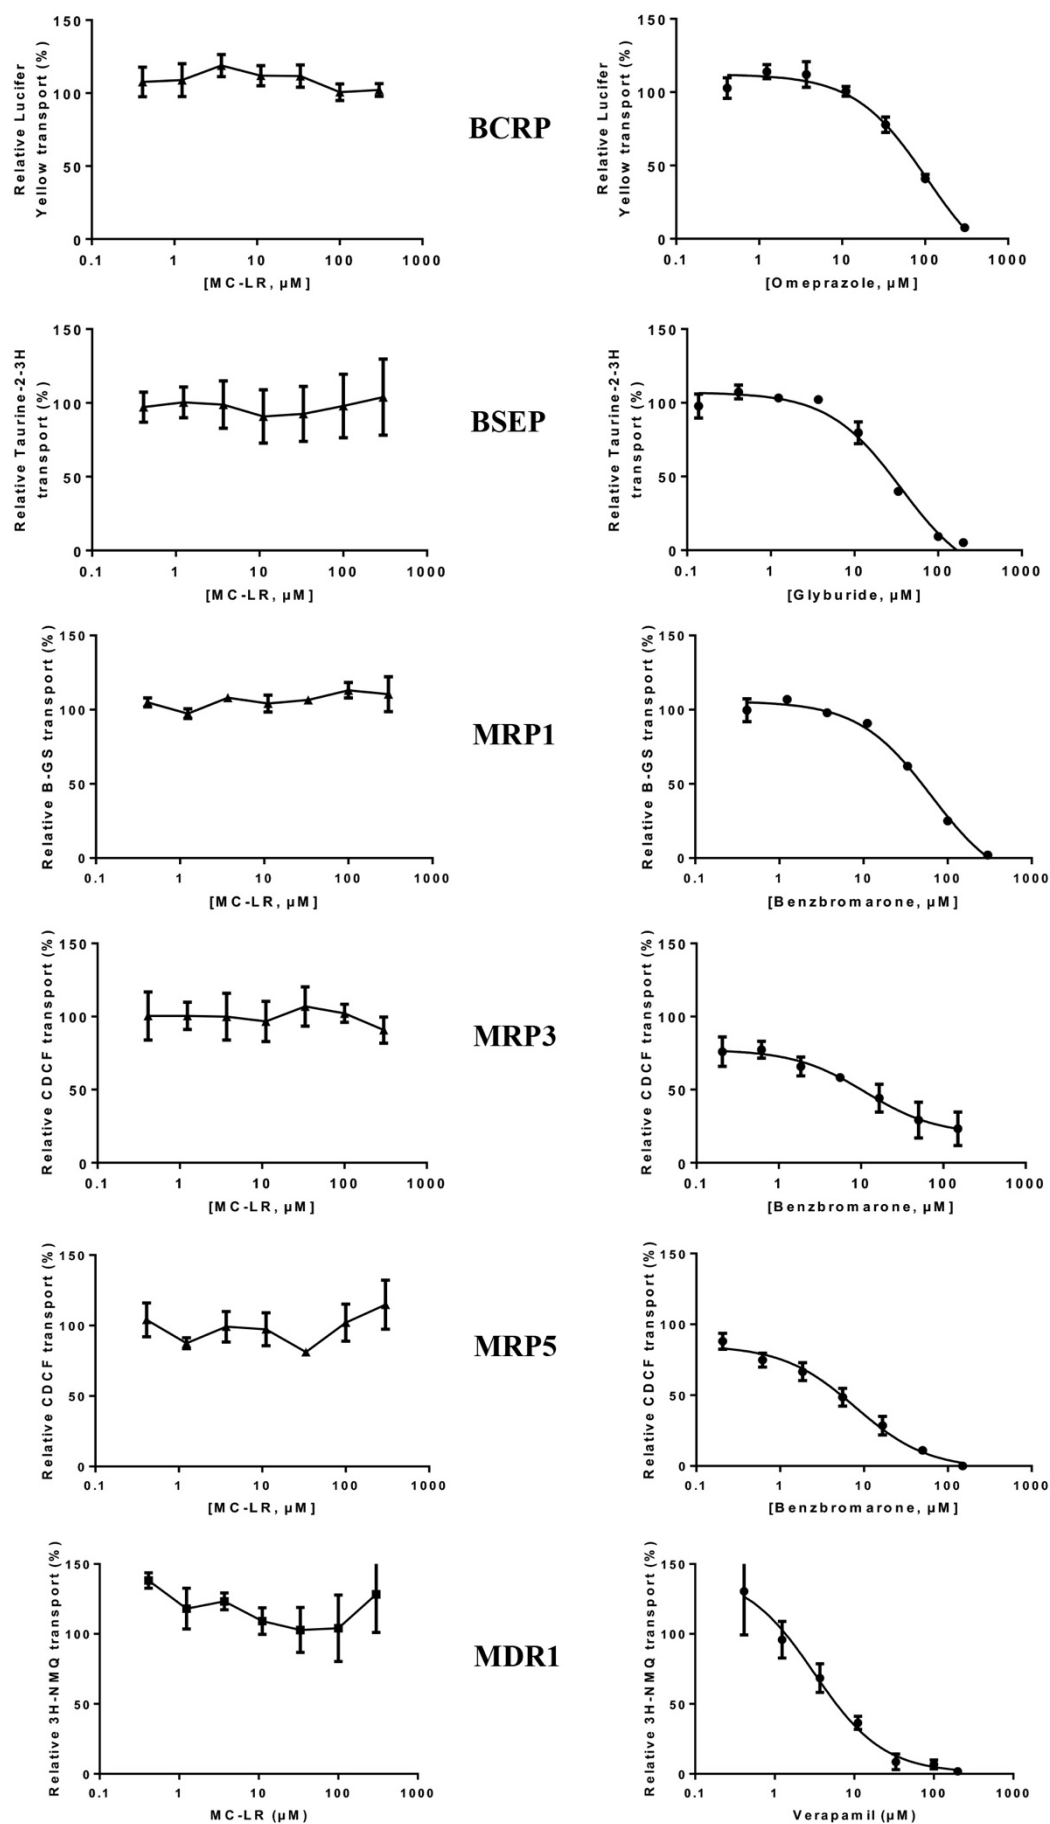 Relative Lucifer
Yellow transport (%)
150
100
50
0
0.1 1 10 100 1000
[MC-LR, µM]
BCRP
Relative Lucifer
Yellow transport (%)
150
100
50
0
0.1 1 10 100 1000
[Omeprazole, µM]
Relative Taurine-2-3H
transport (%)
150
100
50
0
0.1 1 10 100 1000
[MC-LR, µM]
BSEP
Relative Taurine-2-3H
transport (%)
150
100
50
0
0.1 1 10 100 1000
[Glyburide, µM]
Relative B-GS transport (%)
150
100
50
0
0.1 1 10 100 1000
[MC-LR, µM]
MRP1
Relative B-GS transport (%)
150
100
50
0
0.1 1 10 100 1000
[Benzbromarone, µM]
Relative CDCF transport (%)
150
100
50
0
0.1 1 10 100 1000
[MC-LR, µM]
MRP3
Relative CDCF transport (%)
150
100
50
0
0.1 1 10 100 1000
[Benzbromarone, µM]
Relative CDCF transport (%)
150
100
50
0
0.1 1 10 100 1000
[MC-LR, µM]
MRP5
Relative CDCF transport (%)
150
100
50
0
0.1 1 10 100 1000
[Benzbromarone, µM]
Relative 3H-NMQ transport (%)
150
100
50
0
0.1 1 10 100 1000
MC-LR (µM)
MDR1
Relative 3H-NMQ transport (%)
150
100
50
0
0.1 1 10 100 1000
Verapamil (µM)